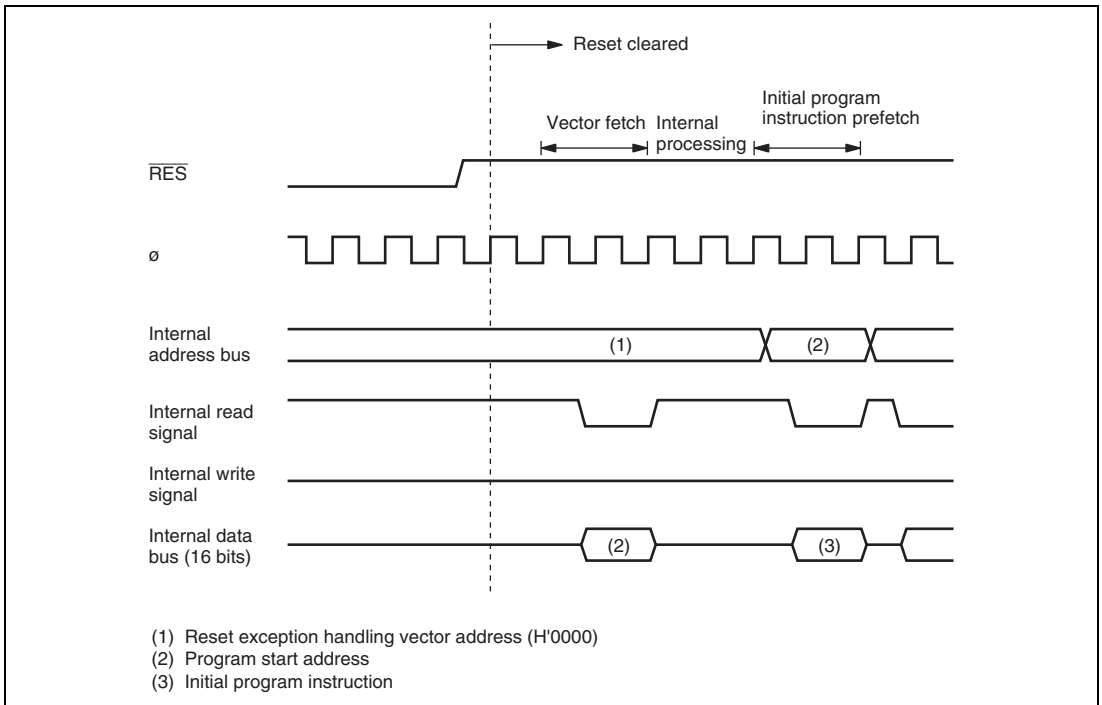 Reset cleared
Initial program
instruction prefetch
Vector fetch
Internal
processing
RES
ø
Internal
address bus
(1)
(2)
Internal read
signal
Internal write
signal
Internal data
bus (16 bits)
(2)
(3)
(1) Reset exception handling vector address (H'0000)
(2) Program start address
(3) Initial program instruction